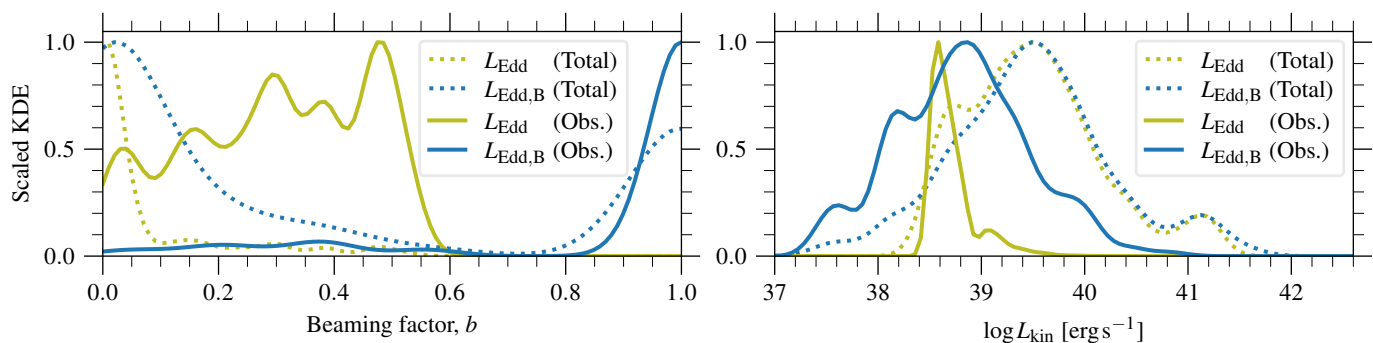 Scaled KDE
1.0
0.5
0.0
0.0 0.2 0.4 0.6 0.8 1.0
Beaming factor, b
L_Edd (Total)
L_Edd,B (Total)
L_Edd (Obs.)
L_Edd,B (Obs.)
1.0
0.5
0.0
37 38 39 40 41 42
log L_kin [erg s⁻¹]
L_Edd (Total)
L_Edd,B (Total)
L_Edd (Obs.)
L_Edd,B (Obs.)